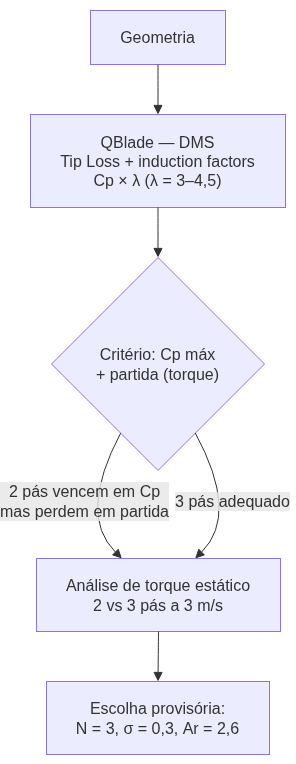 Geometria
QBlade — DMS
Tip Loss + induction factors
Cp × λ (λ = 3–4,5)
Critério: Cp máx
+ partida (torque)
2 pás vencem em Cp
mas perdem em partida
3 pás adequado
Análise de torque estático
2 vs 3 pás a 3 m/s
Escolha provisória:
N = 3, σ = 0,3, Ar = 2,6